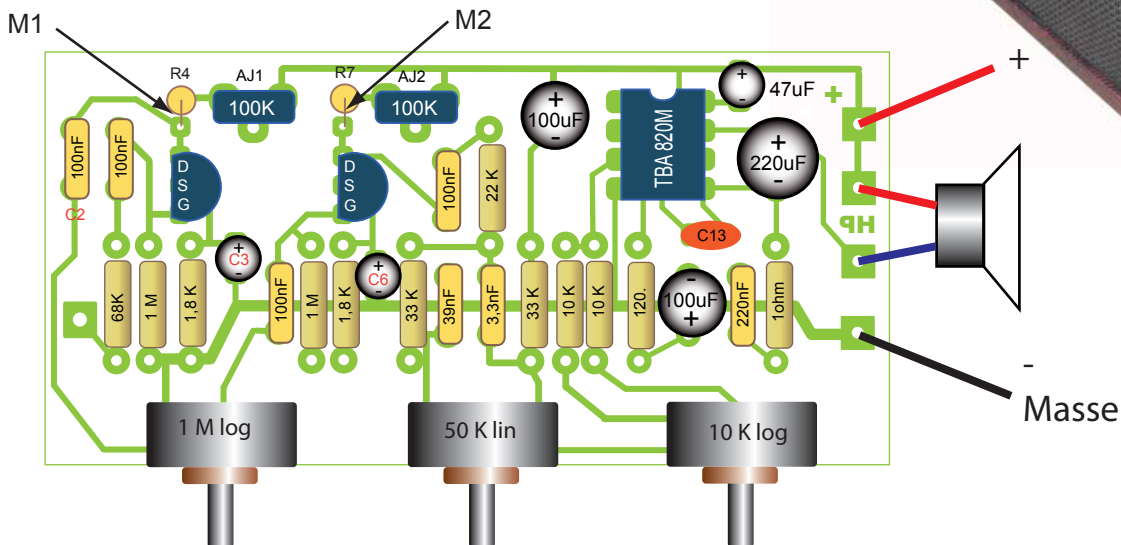 M1
M2
R4
AJ1
R7
AJ2
100K
100K
+
-
47uF
+
100uF
-
TBA 820M
+
220uF
-
+
+
100nF
100nF
D
S
G
D
S
G
100nF
22 K
C2
C13
HP
+
C3
-
+
C6
-
68K
1 M
1,8 K
100nF
1 M
1,8 K
33 K
39nF
3,3nF
33 K
10 K
10 K
120.
-
100uF
+
220nF
1ohm
-
Masse
1 M log
50 K lin
10 K log